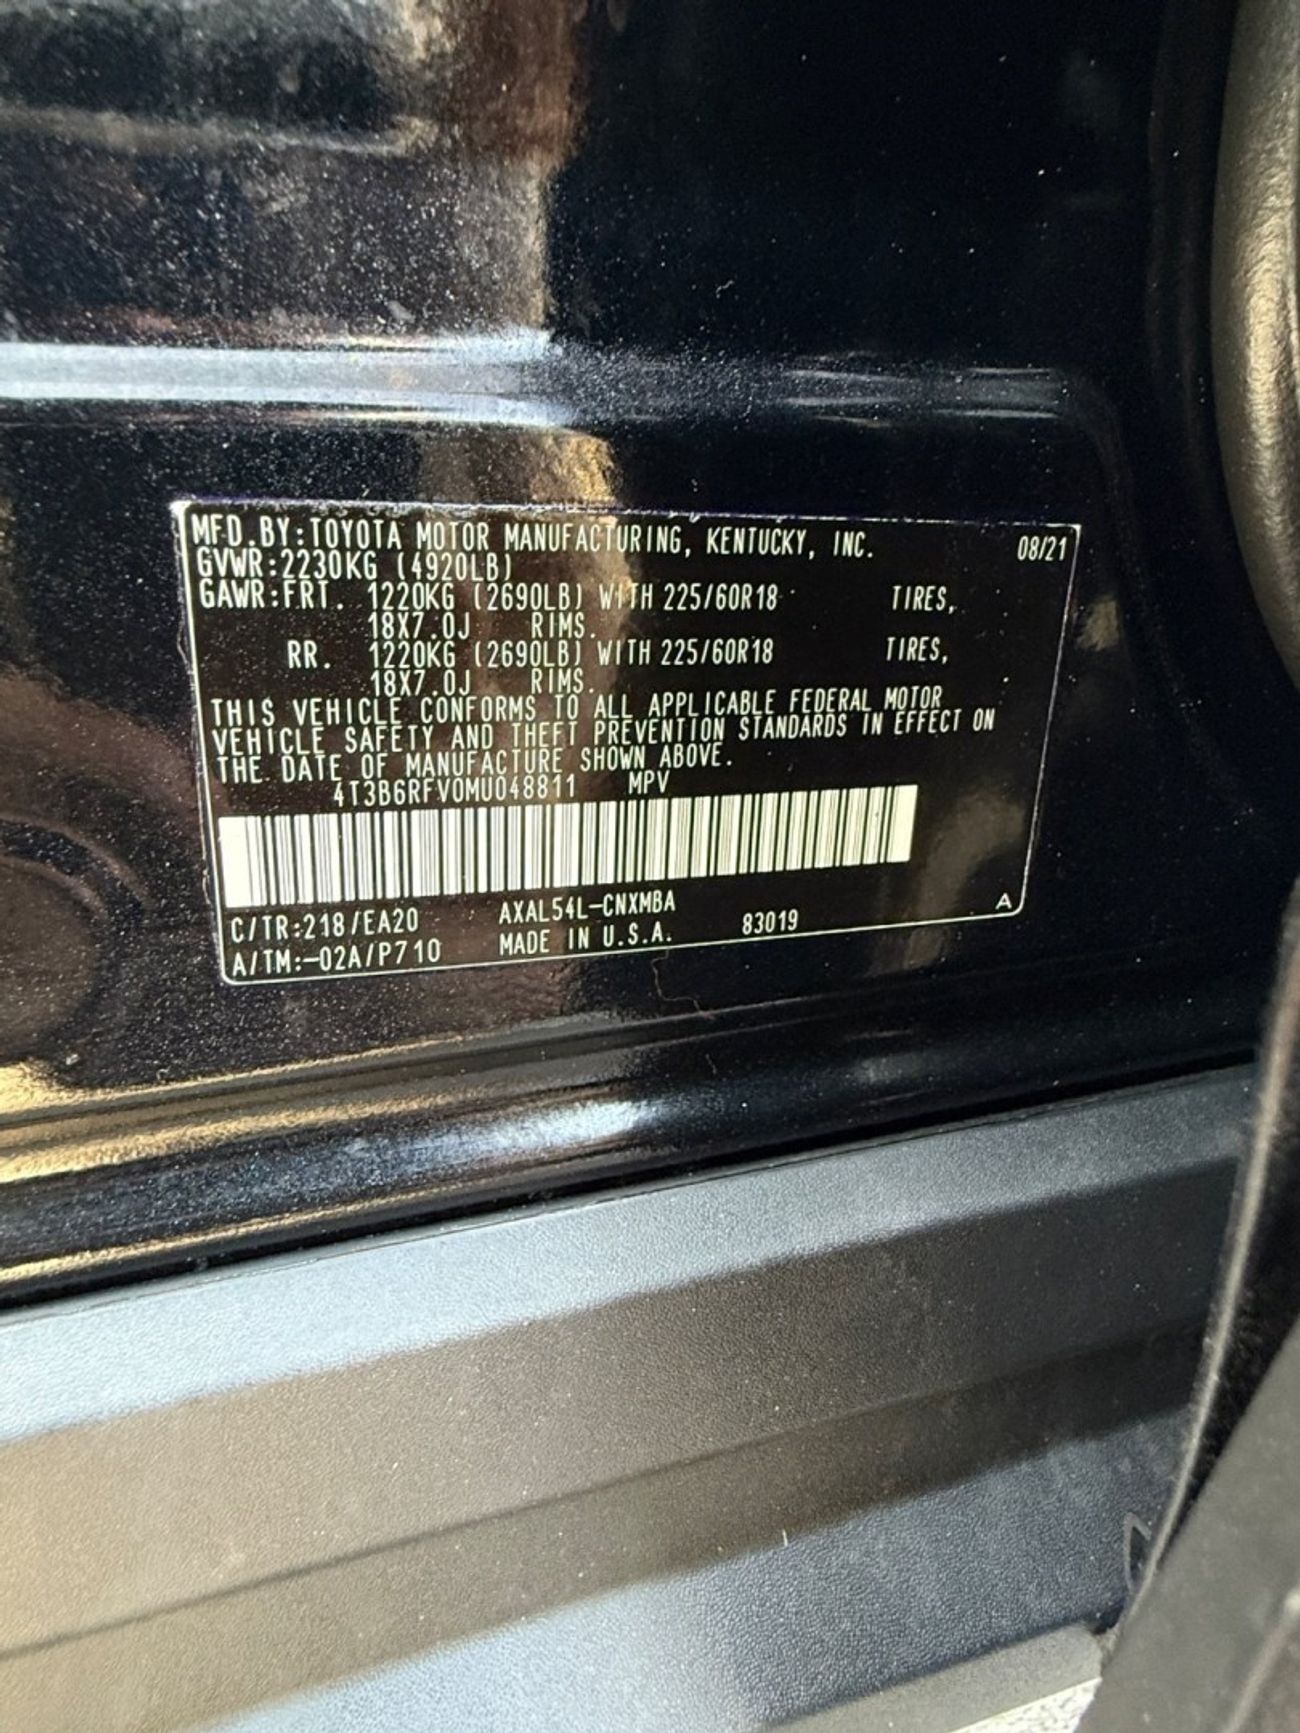 MFD.BY:TOYOTA MOTOR MANUFACTURING, KENTUCKY, INC. 08/21
GVWR:2230KG (4920LB)
GAWR:FRT. 1220KG (2690LB) WITH 225/60R18 TIRES,
18X7.0J RIMS.
RR. 1220KG (2690LB) WITH 225/60R18 TIRES,
18X7.0J RIMS.
THIS VEHICLE CONFORMS TO ALL APPLICABLE FEDERAL MOTOR
VEHICLE SAFETY AND THEFT PREVENTION STANDARDS IN EFFECT ON
THE DATE OF MANUFACTURE SHOWN ABOVE.
4T3B6RFV0MU048811 MPV
C/TR:218/EA20 AXAL54L-CNXMBA A
A/TM:-02A/P710 MADE IN U.S.A. 83019